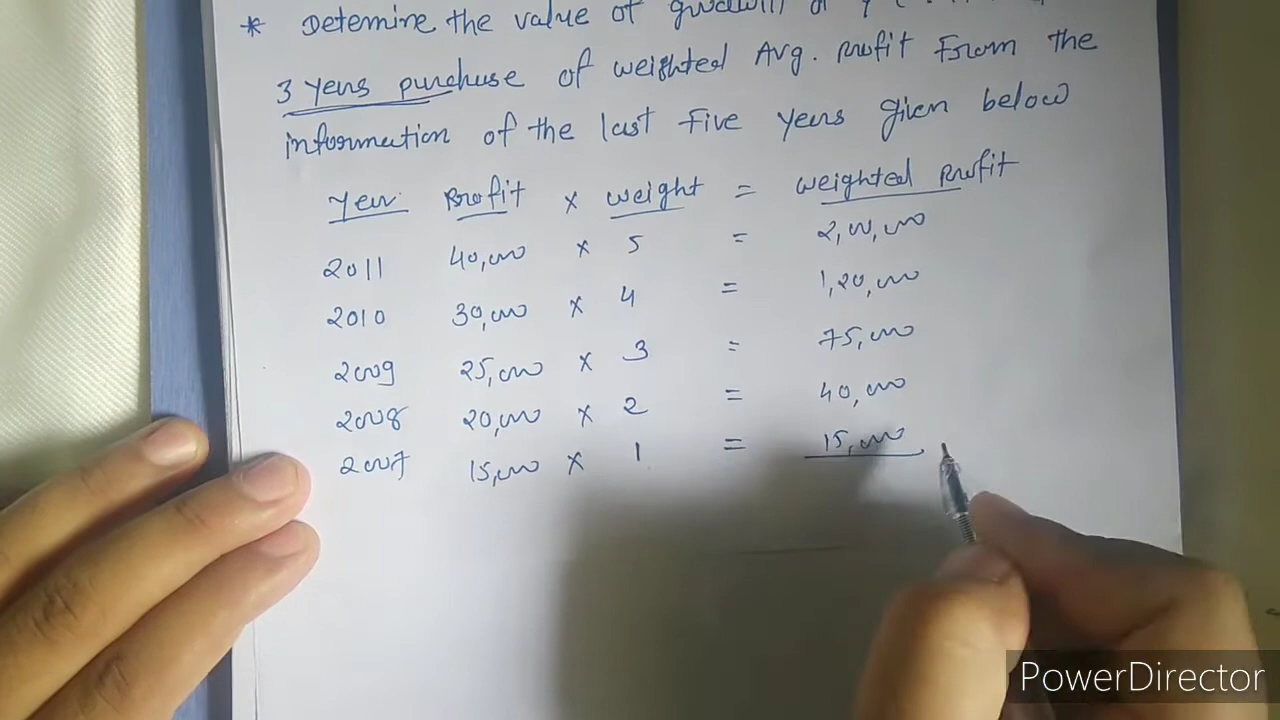 * Detemine the value of goodwill of
3 years purchase of weighted Avg. Profit From the
information of the last Five years given below
Year Profit × weight = weighted profit
2011 40,000 × 5 = 2,00,000
2010 30,000 × 4 = 1,20,000
2009 25,000 × 3 = 75,000
2008 20,000 × 2 = 40,000
2007 15,000 × 1 = 15,000
PowerDirector